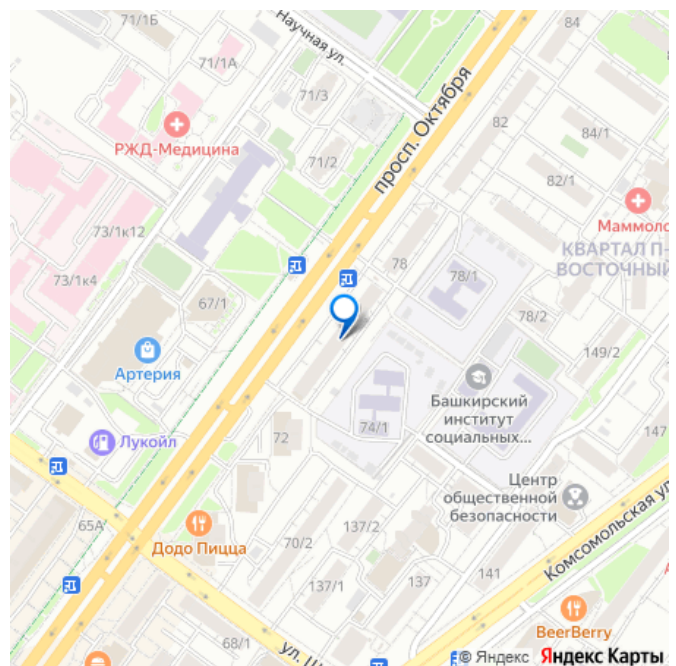 71/1Б
Научная ул.
84
71/1А
71/3
просп. Октября
82
84/1
РЖД-Медицина
71/2
82/1
Маммоло
73/1к12
КВАРТАЛ П-
ВОСТОЧНЫЙ
78
78/1
73/1к4
67/1
78/2
149/2
Артерия
Башкирский
институт
социальных...
74/1
72
147
Лукойл
Центр
общественной
безопасности
Комсомольская ул
65А
137/2
Додо Пицца
70/2
137/1
137
141
68/1
ул. Ш
BeerBerry
© Яндекс Яндекс Карты